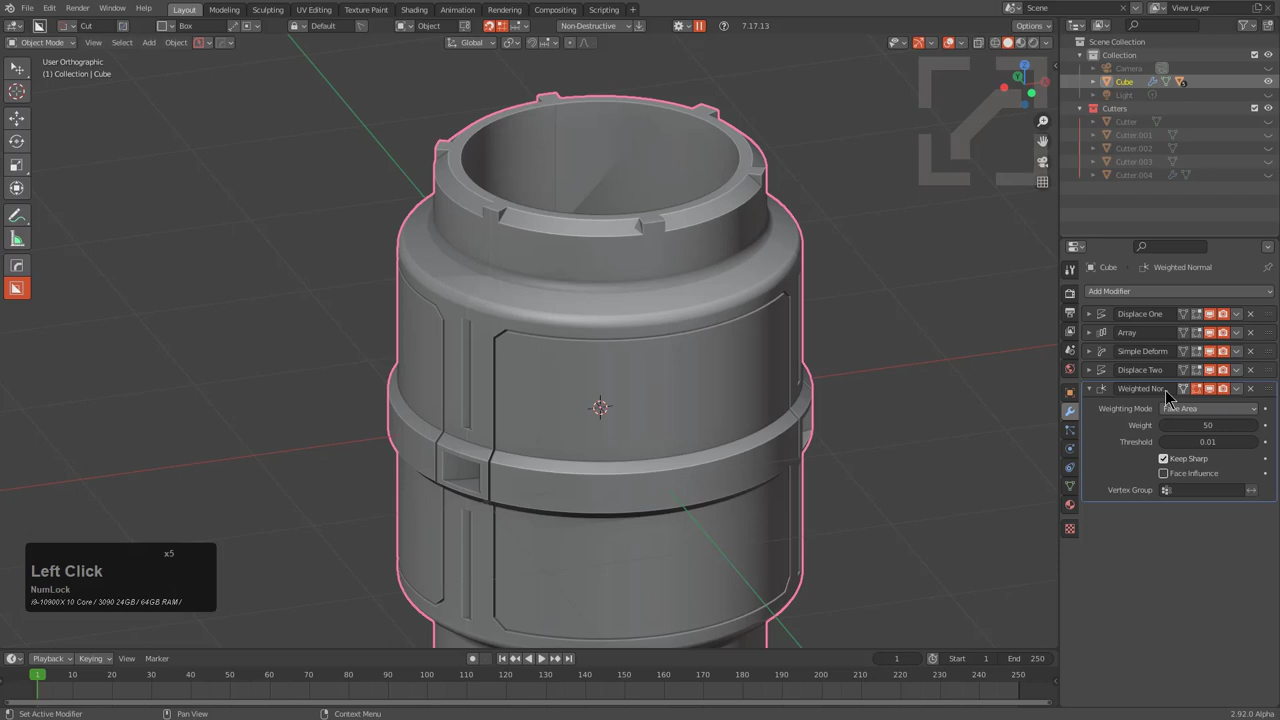 File Edit Render Window Help Layout Modeling Sculpting UV Editing Texture Paint Shading Animation Rendering Compositing Scripting + Scene View Layer
Cut Box Default Object Non-Destructive 7.17.13 Options
Object Mode View Select Add Object Global
User Orthographic
(1) Collection | Cube
Scene Collection
Collection
Camera
Cube
Light
Cutters
Cutter
Cutter.001
Cutter.002
Cutter.003
Cutter.004
Z
Y
X
Cube Weighted Normal
Add Modifier
Displace One
Array
Simple Deform
Displace Two
Weighted Nor..
Weighting Mode Face Area
Weight 50
Threshold 0.01
Keep Sharp
Face Influence
Vertex Group
x5
Left Click
NumLock
i9-10900X 10 Core / 3090 24GB / 64GB RAM /
Playback Keying View Marker 1 Start 1 End 250
1 10 20 30 40 50 60 70 80 90 100 110 120 130 140 150 160 170 180 190 200 210 220 230 240 250
Set Active Modifier Pan View Context Menu 2.92.0 Alpha